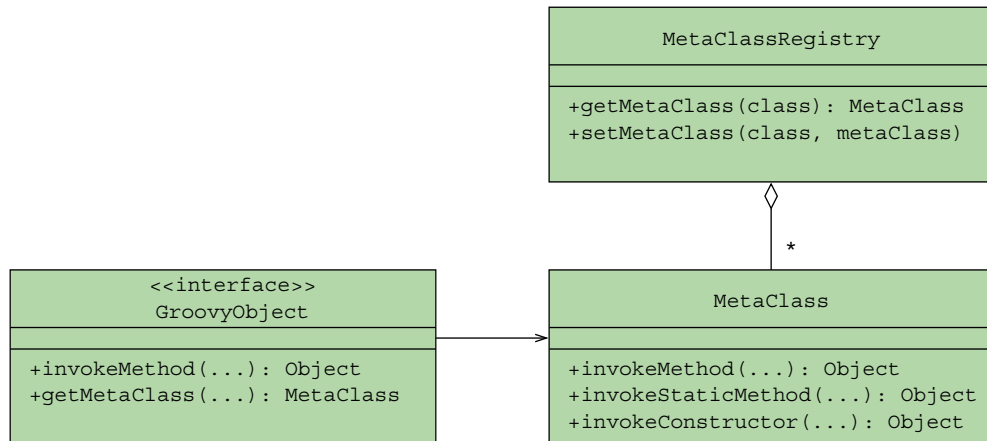 MetaClassRegistry
+getMetaClass(class): MetaClass
+setMetaClass(class, metaClass)
*
<<interface>>
GroovyObject
+invokeMethod(...): Object
+getMetaClass(...): MetaClass
MetaClass
+invokeMethod(...): Object
+invokeStaticMethod(...): Object
+invokeConstructor(...): Object